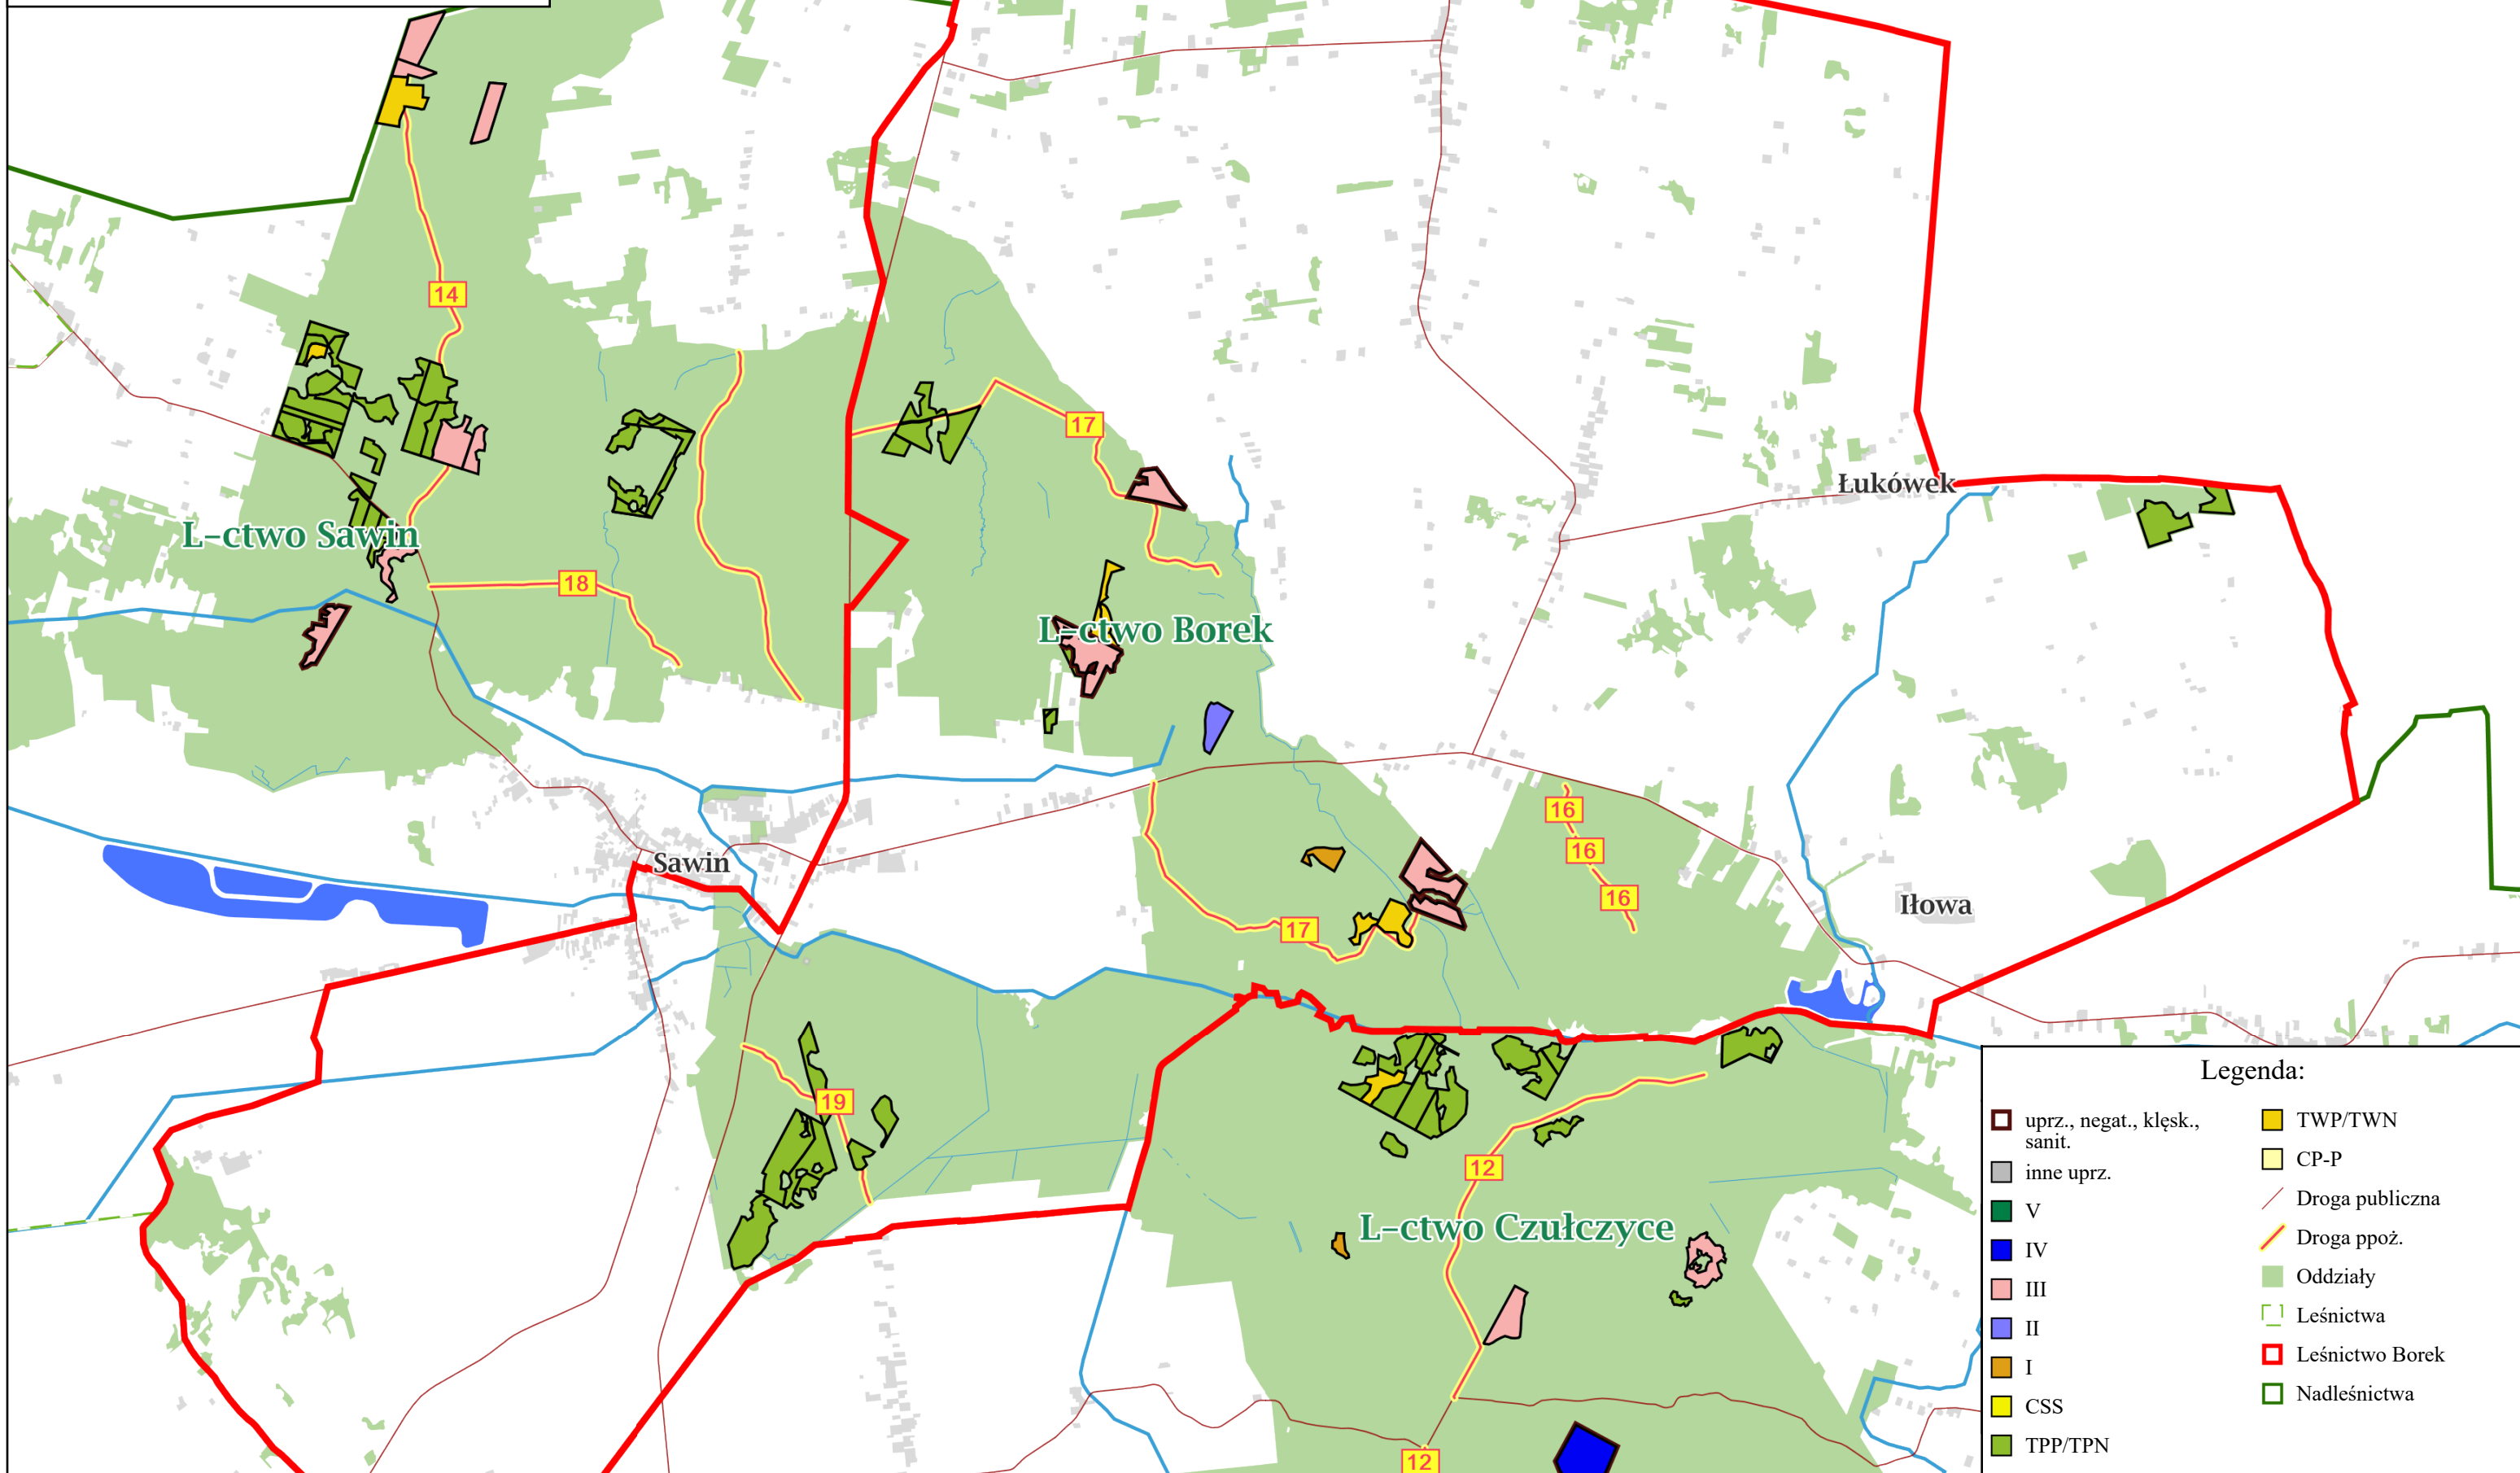 14
17
Łukówek
L-ctwo Sawin
18
L-ctwo Borek
16
16
Sawin
16
Iłowa
17
19
12
L-ctwo Czułczyce
12
Legenda:
uprz., negat., klęsk.,
sanit.
inne uprz.
V
IV
III
II
I
CSS
TPP/TPN
TWP/TWN
CP-P
Droga publiczna
Droga ppoż.
Oddziały
Leśnictwa
Leśnictwo Borek
Nadleśnictwa